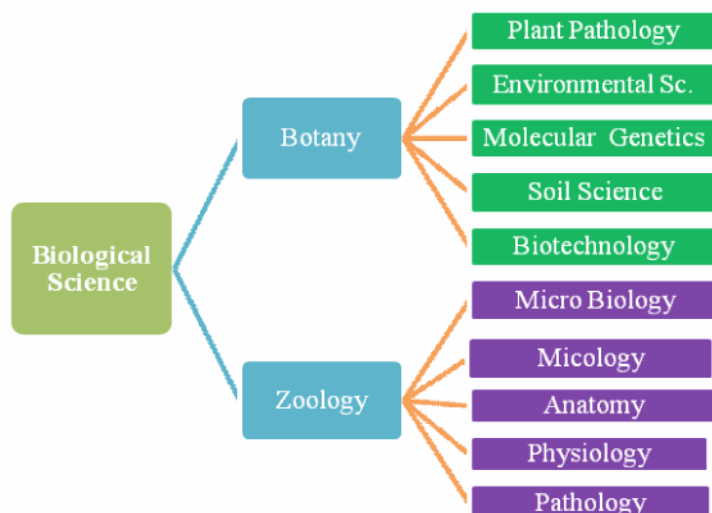 Biological
Science
Botany
Plant Pathology
Environmental Sc.
Molecular Genetics
Soil Science
Biotechnology
Zoology
Micro Biology
Micology
Anatomy
Physiology
Pathology